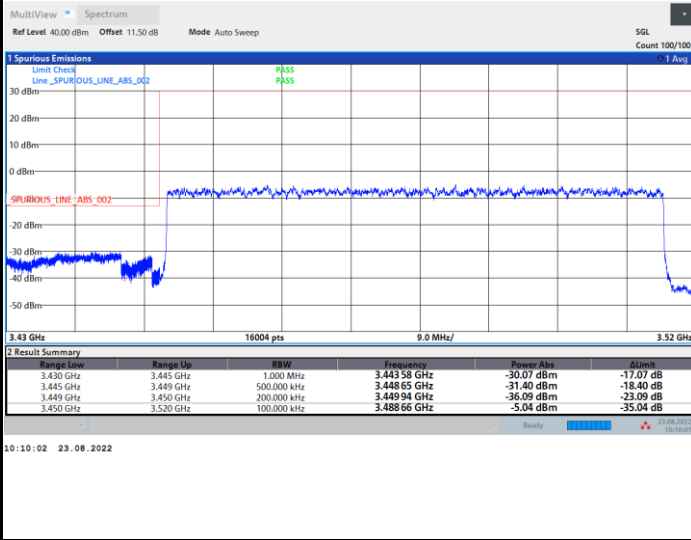 MultiView Spectrum
Ref Level 40.00 dBm Offset 11.50 dB Mode Auto Sweep SGL
Count 100/100
1 Spurious Emissions 1 Avg
Limit Check PASS
Line _SPURIOUS_LINE_ABS_002 PASS
30 dBm
20 dBm
10 dBm
0 dBm
_SPURIOUS_LINE_ABS_002
-20 dBm
-30 dBm
-40 dBm
-50 dBm
3.43 GHz 16004 pts 9.0 MHz/ 3.52 GHz
2 Result Summary
Range Low Range Up RBW Frequency Power Abs ΔLimit
3.430 GHz 3.445 GHz 1.000 MHz 3.443 58 GHz -30.07 dBm -17.07 dB
3.445 GHz 3.449 GHz 500.000 kHz 3.448 65 GHz -31.40 dBm -18.40 dB
3.449 GHz 3.450 GHz 200.000 kHz 3.449 94 GHz -36.09 dBm -23.09 dB
3.450 GHz 3.520 GHz 100.000 kHz 3.488 66 GHz -5.04 dBm -35.04 dB
Ready 23.08.2022
10:10:01
10:10:02 23.08.2022